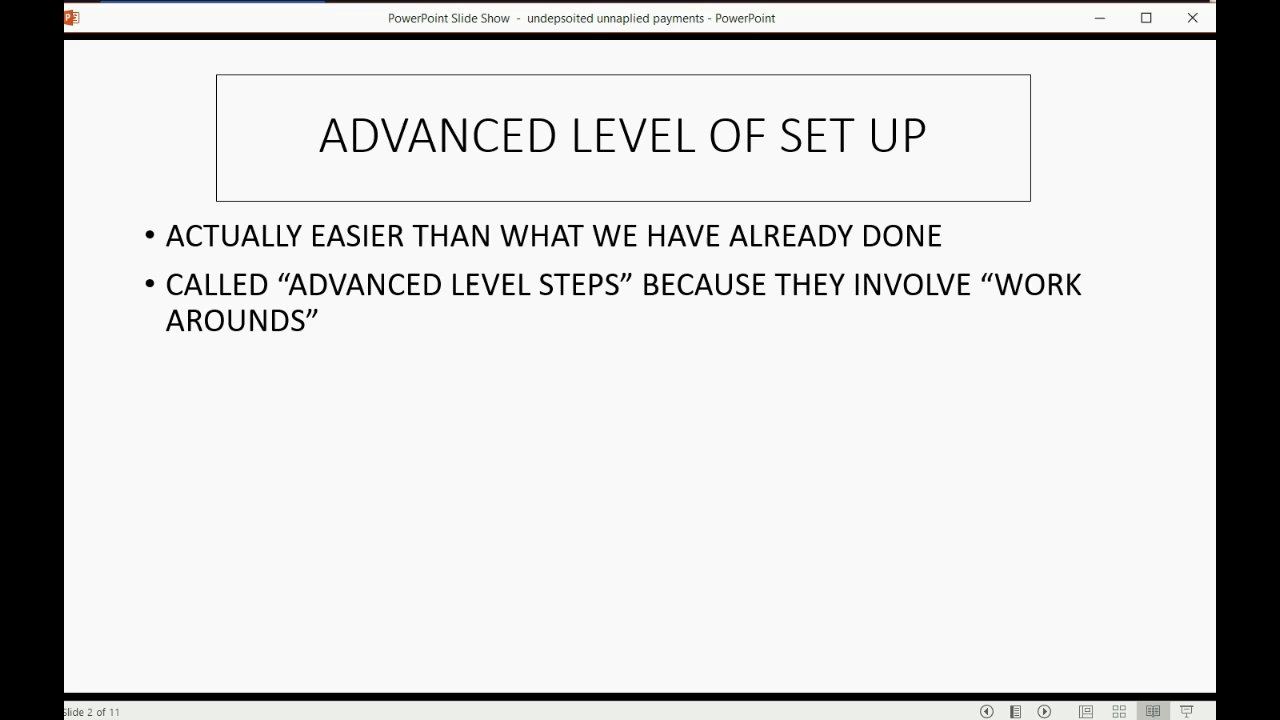 PowerPoint Slide Show - undepsoited unnaplied payments - PowerPoint
ADVANCED LEVEL OF SET UP
• ACTUALLY EASIER THAN WHAT WE HAVE ALREADY DONE
• CALLED “ADVANCED LEVEL STEPS” BECAUSE THEY INVOLVE “WORK
AROUNDS”
Slide 2 of 11